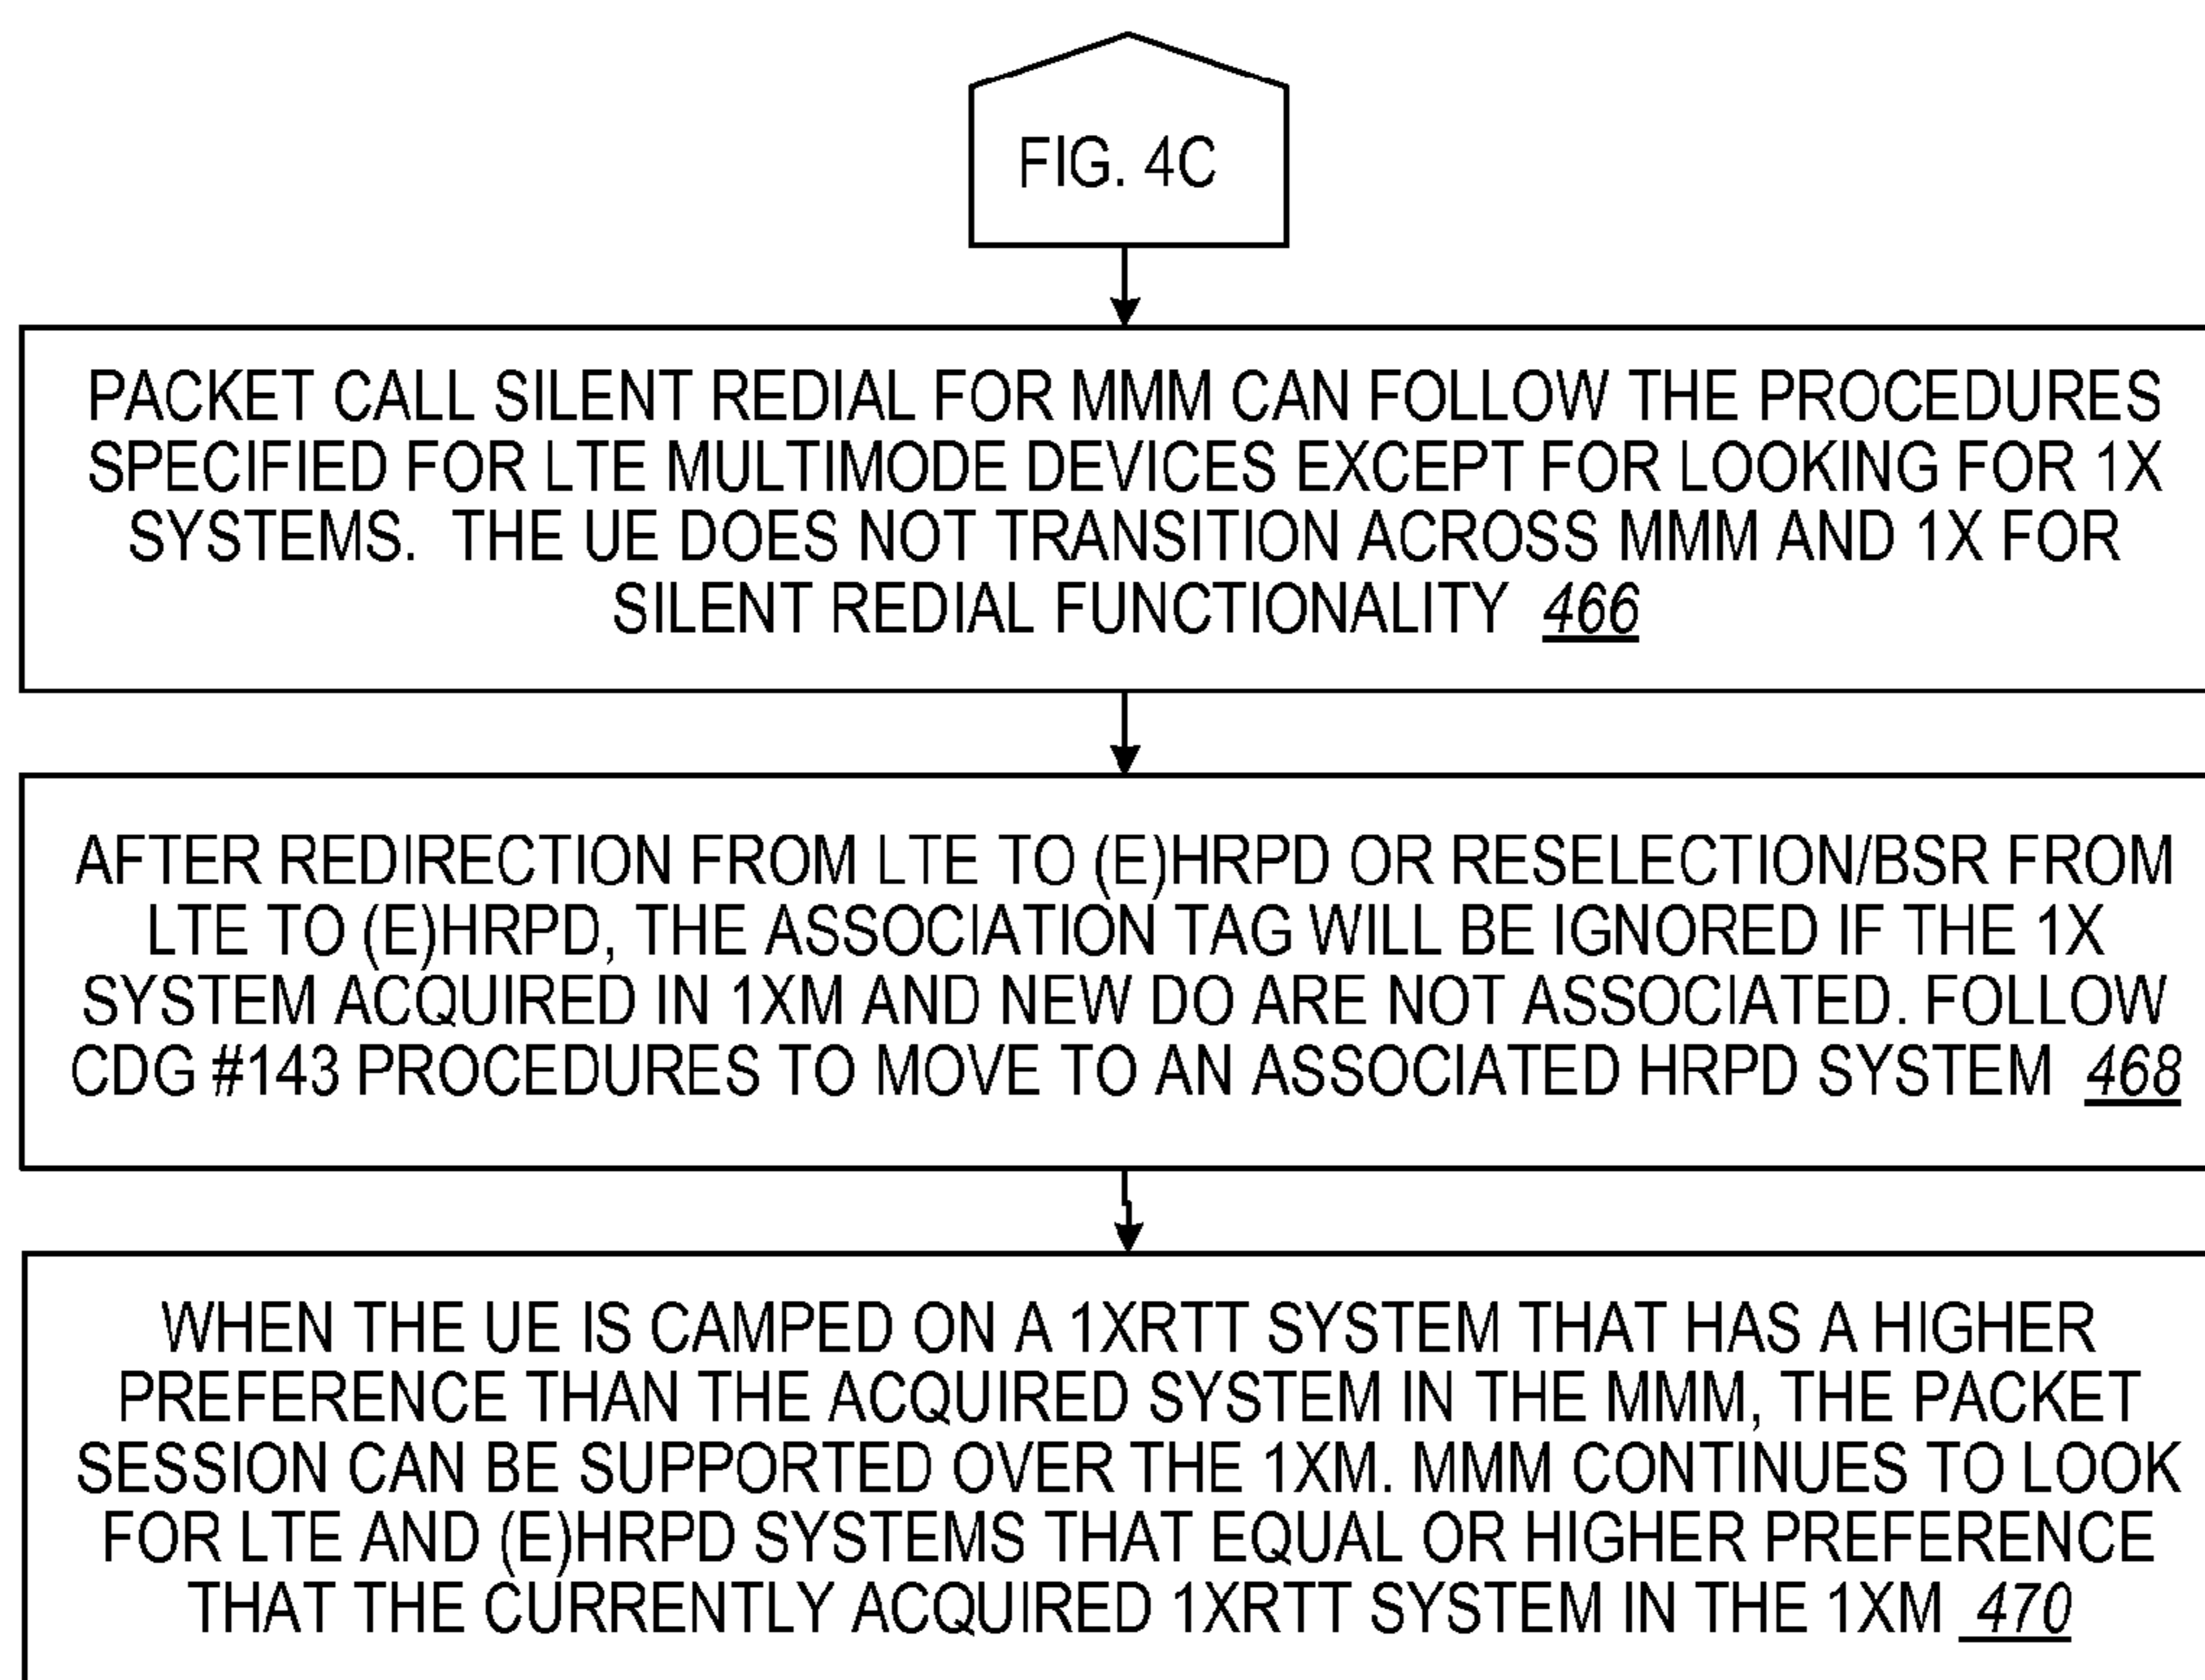 FIG. 4C
PACKET CALL SILENT REDIAL FOR MMM CAN FOLLOW THE PROCEDURES
SPECIFIED FOR LTE MULTIMODE DEVICES EXCEPT FOR LOOKING FOR 1X
SYSTEMS. THE UE DOES NOT TRANSITION ACROSS MMM AND 1X FOR
SILENT REDIAL FUNCTIONALITY 466
AFTER REDIRECTION FROM LTE TO (E)HRPD OR RESELECTION/BSR FROM
LTE TO (E)HRPD, THE ASSOCIATION TAG WILL BE IGNORED IF THE 1X
SYSTEM ACQUIRED IN 1XM AND NEW DO ARE NOT ASSOCIATED. FOLLOW
CDG #143 PROCEDURES TO MOVE TO AN ASSOCIATED HRPD SYSTEM 468
WHEN THE UE IS CAMPED ON A 1XRTT SYSTEM THAT HAS A HIGHER
PREFERENCE THAN THE ACQUIRED SYSTEM IN THE MMM, THE PACKET
SESSION CAN BE SUPPORTED OVER THE 1XM. MMM CONTINUES TO LOOK
FOR LTE AND (E)HRPD SYSTEMS THAT EQUAL OR HIGHER PREFERENCE
THAT THE CURRENTLY ACQUIRED 1XRTT SYSTEM IN THE 1XM 470